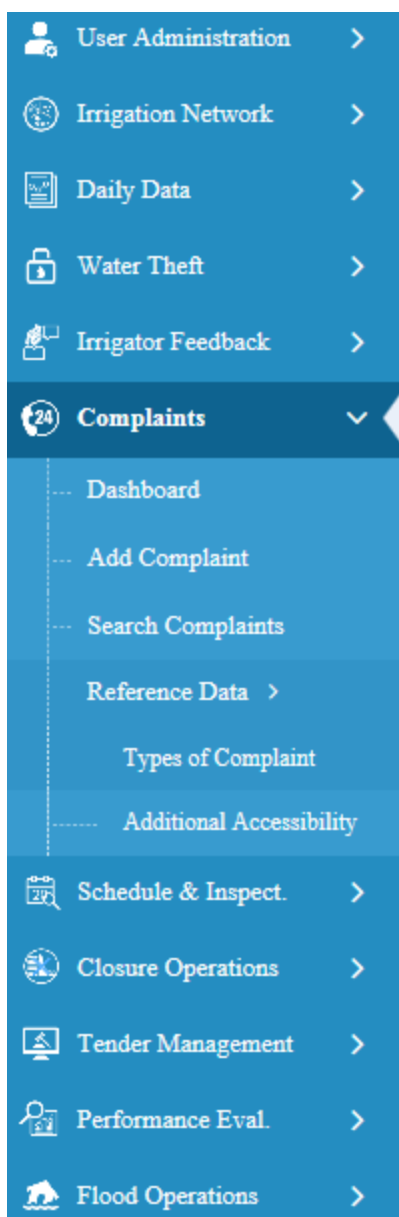 User Administration
Irrigation Network
Daily Data
Water Theft
Irrigator Feedback
24 Complaints
Dashboard
Add Complaint
Search Complaints
Reference Data
Types of Complaint
Additional Accessibility
Schedule & Inspect.
Closure Operations
Tender Management
Performance Eval.
Flood Operations